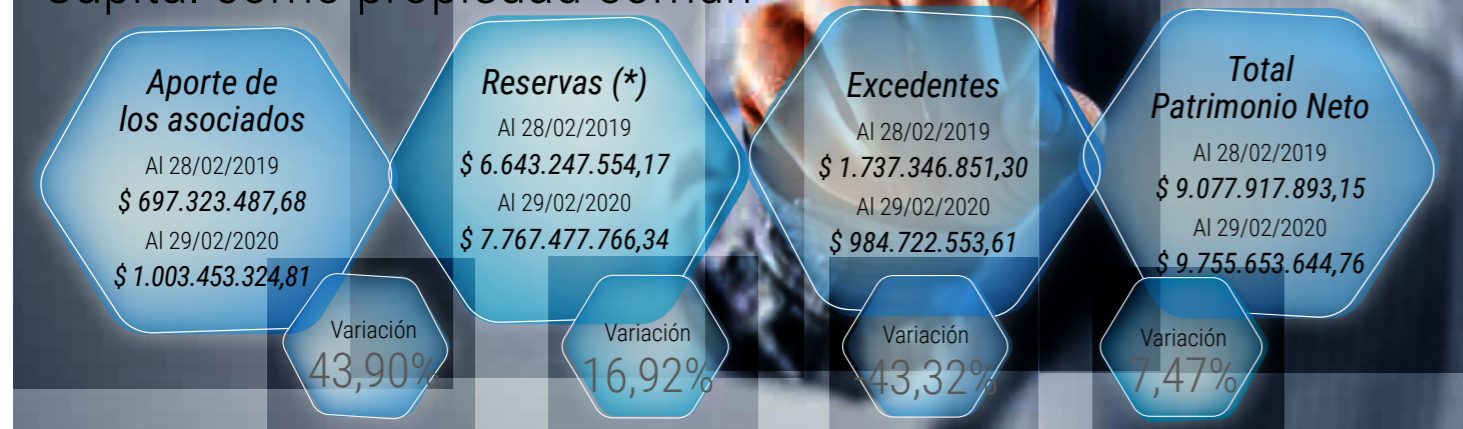 capital como propiedad común
Aporte de
los asociados
Al 28/02/2019
$ 697.323.487,68
Al 29/02/2020
$ 1.003.453.324,81
Variación
43,90%
Reservas (*)
Al 28/02/2019
$ 6.643.247.554,17
Al 29/02/2020
$ 7.767.477.766,34
Variación
16,92%
Excedentes
Al 28/02/2019
$ 1.737.346.851,30
Al 29/02/2020
$ 984.722.553,61
Variación
-43,32%
Total
Patrimonio Neto
Al 28/02/2019
$ 9.077.917.893,15
Al 29/02/2020
$ 9.755.653.644,76
Variación
7,47%